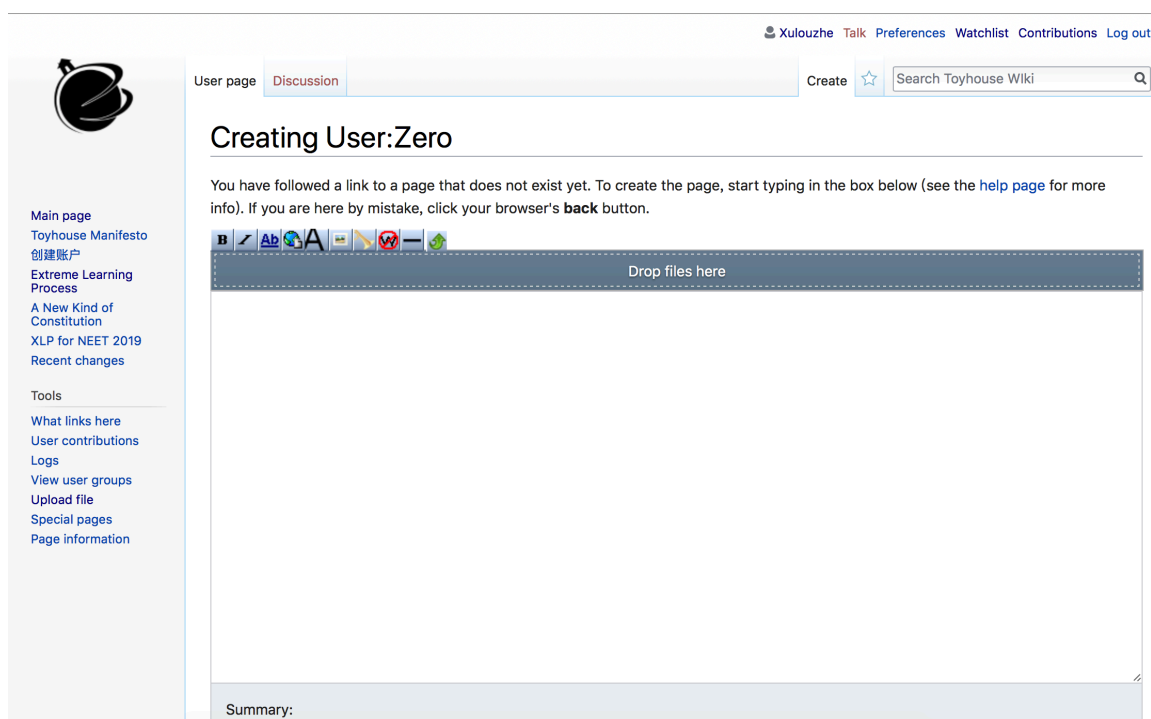 Xulouzhe Talk Preferences Watchlist Contributions Log out
User page Discussion Create Search Toyhouse WIki
Creating User:Zero
You have followed a link to a page that does not exist yet. To create the page, start typing in the box below (see the help page for more
info). If you are here by mistake, click your browser's back button.
B I Ab A W
Drop files here
Summary:
Main page
Toyhouse Manifesto
创建账户
Extreme Learning
Process
A New Kind of
Constitution
XLP for NEET 2019
Recent changes
Tools
What links here
User contributions
Logs
View user groups
Upload file
Special pages
Page information